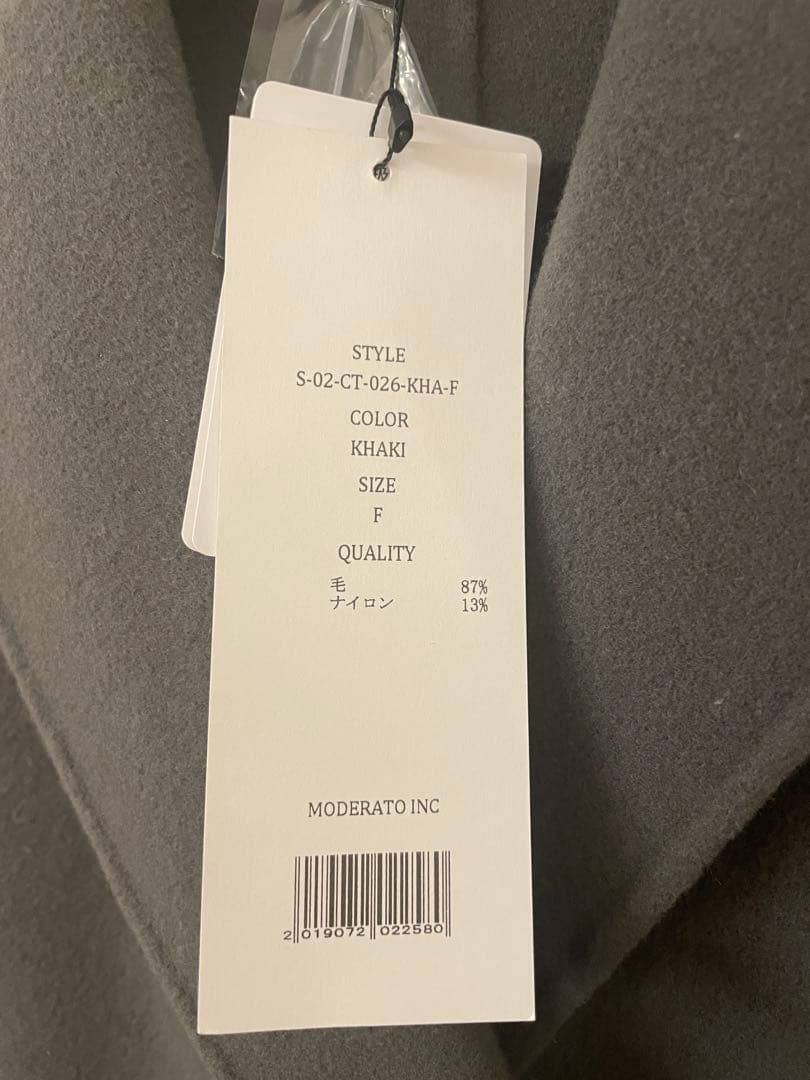 STYLE
S-02-CT-026-KHA-F
COLOR
KHAKI
SIZE
F
QUALITY
毛 87%
ナイロン 13%
MODERATO INC
2 019072 022580